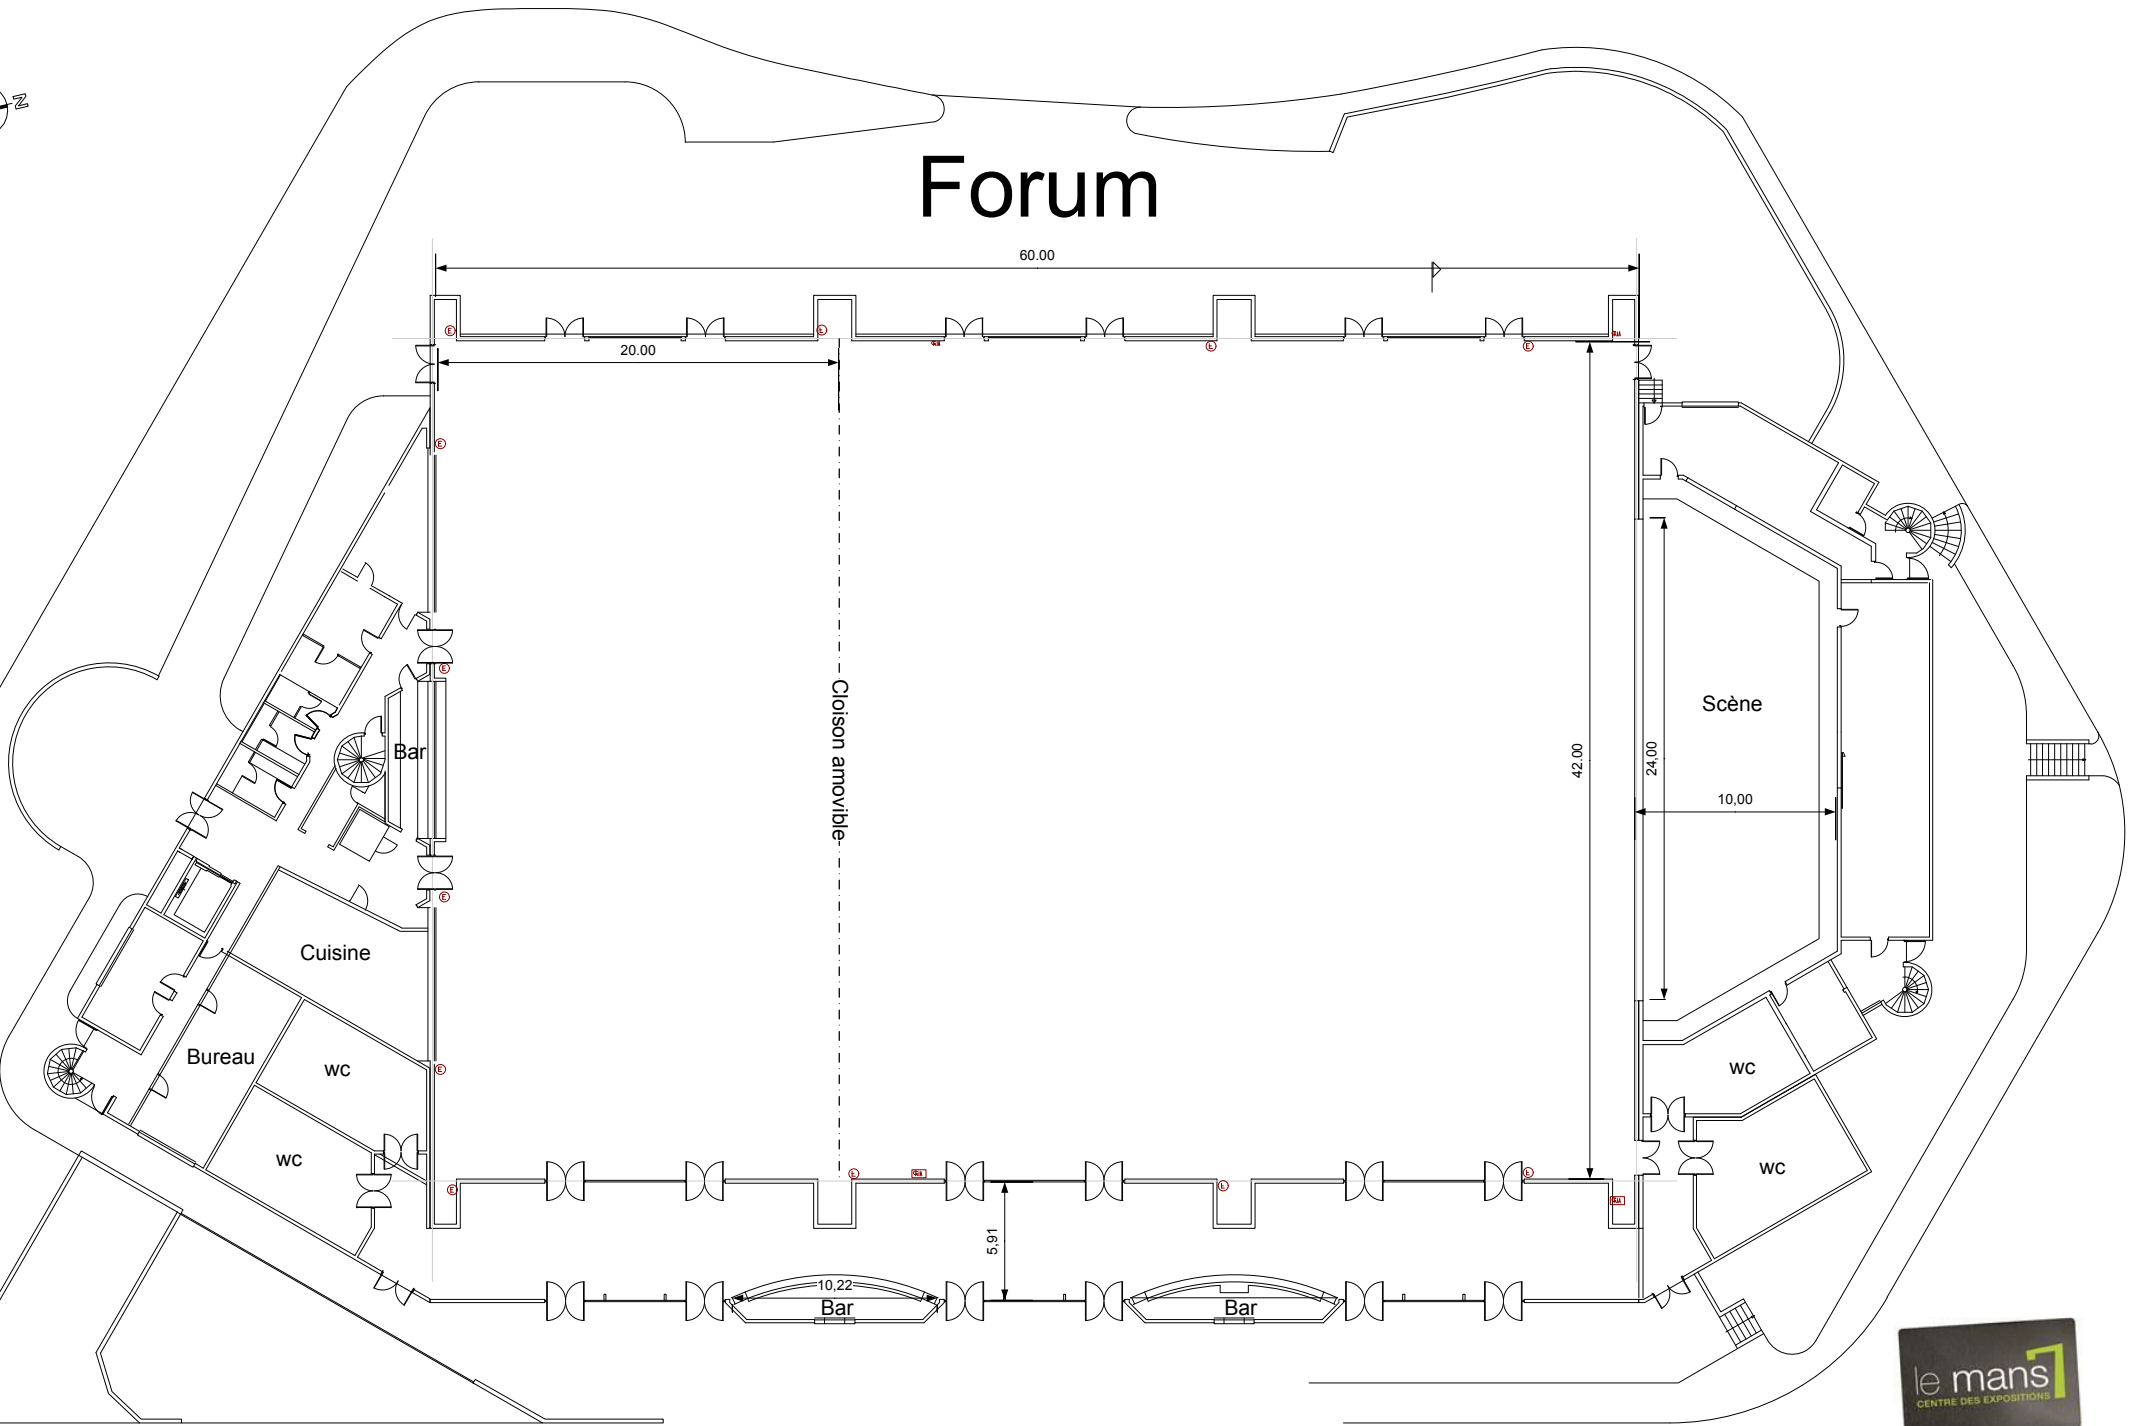 N
Forum
60.00
20.00
Cloison amovible
42.00
24,00
Scène
10,00
Bar
Cuisine
Bureau
wc
wc
wc
wc
5,91
10,22
Bar
Bar
le mans
CENTRE DES EXPOSITIONS
E
E
E
E
E
E
E
E
E
E
E
E